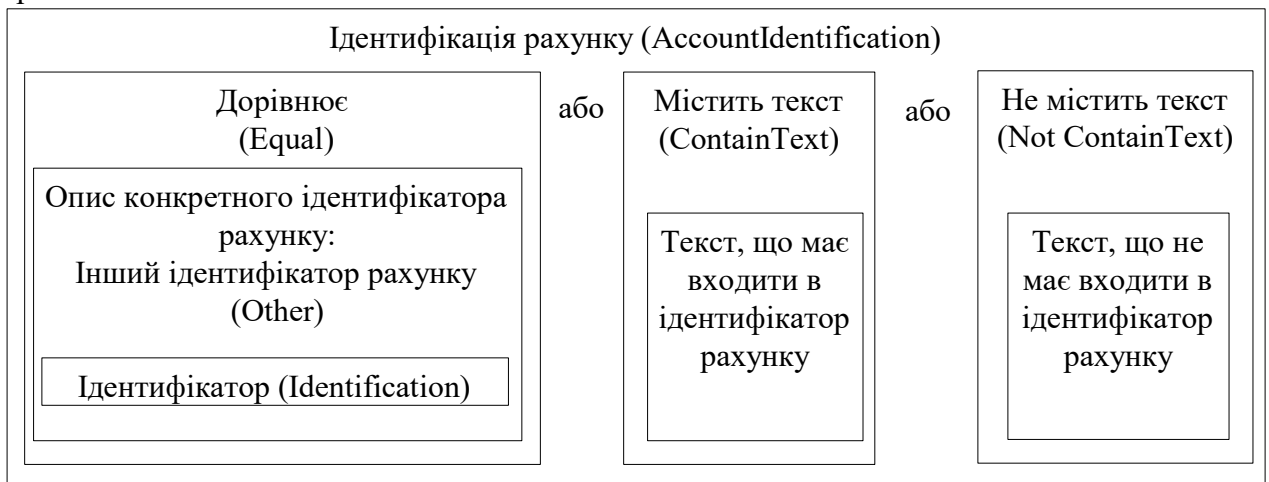 Ідентифікація рахунку (AccountIdentification)
Дорівнює
(Equal)
Опис конкретного ідентифікатора
рахунку:
Інший ідентифікатор рахунку
(Other)
Ідентифікатор (Identification)
або
Містить текст
(ContainText)
Текст, що має
входити в
ідентифікатор
рахунку
або
Не містить текст
(Not ContainText)
Текст, що не
має входити в
ідентифікатор
рахунку